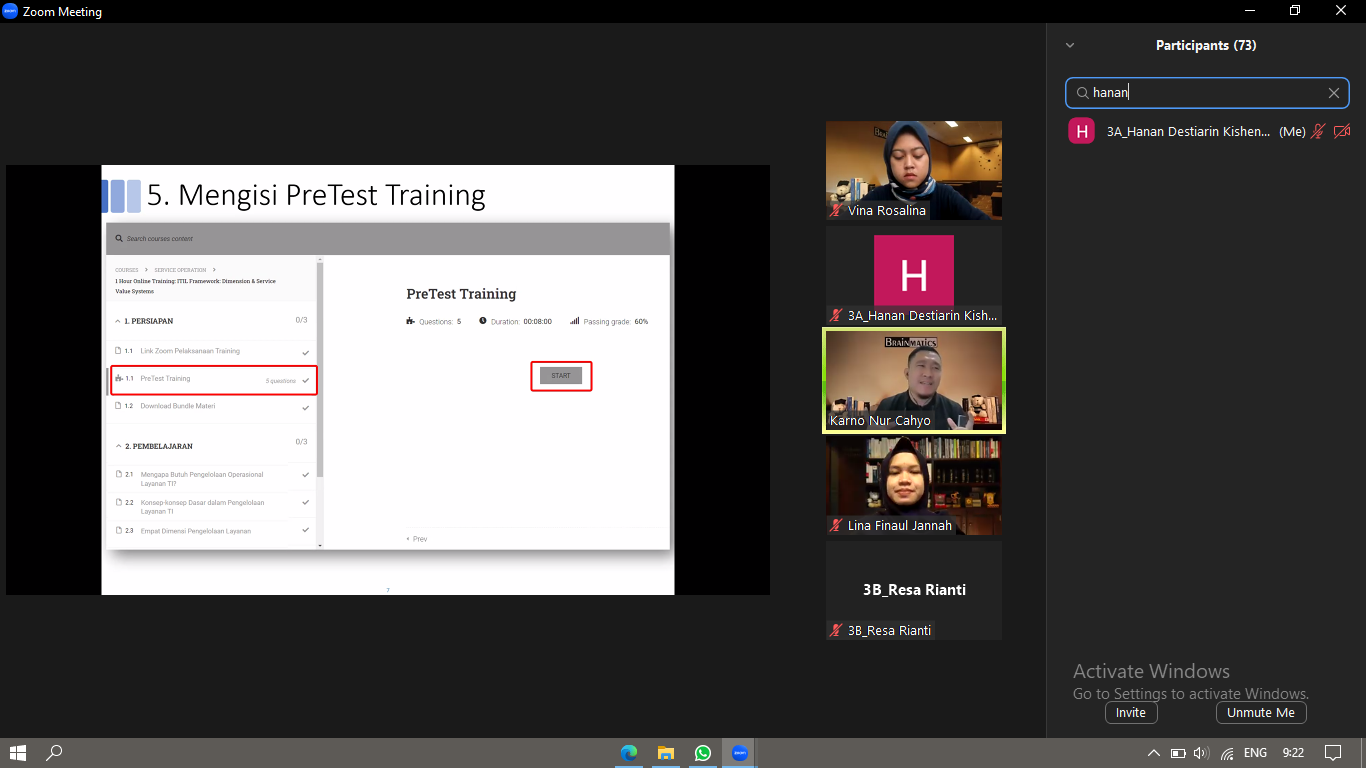 Zoom Meeting
5. Mengisi PreTest Training
Search courses content
COURSES > SERVICE OPERATION >
1 Hour Online Training: ITIL Framework: Dimension & Service
Value Systems
1. PERSIAPAN 0/3
1.1 Link Zoom Pelaksanaan Training
1.1 PreTest Training 5 questions
1.2 Download Bundle Materi
2. PEMBELAJARAN 0/3
2.1 Mengapa Butuh Pengelolaan Operasional
Layanan TI?
2.2 Konsep-konsep Dasar dalam Pengelolaan
Layanan TI
2.3 Empat Dimensi Pengelolaan Layanan
PreTest Training
Questions: 5 Duration: 00:08:00 Passing grade: 60%
START
Prev
7
Vina Rosalina
H
3A_Hanan Destiarin Kish...
BRAINMATICS
Karno Nur Cahyo
Lina Finaul Jannah
3B_Resa Rianti
3B_Resa Rianti
Participants (73)
hanan
H 3A_Hanan Destiarin Kishen... (Me)
Activate Windows
Go to Settings to activate Windows.
Invite Unmute Me
zoom
ENG 9:22